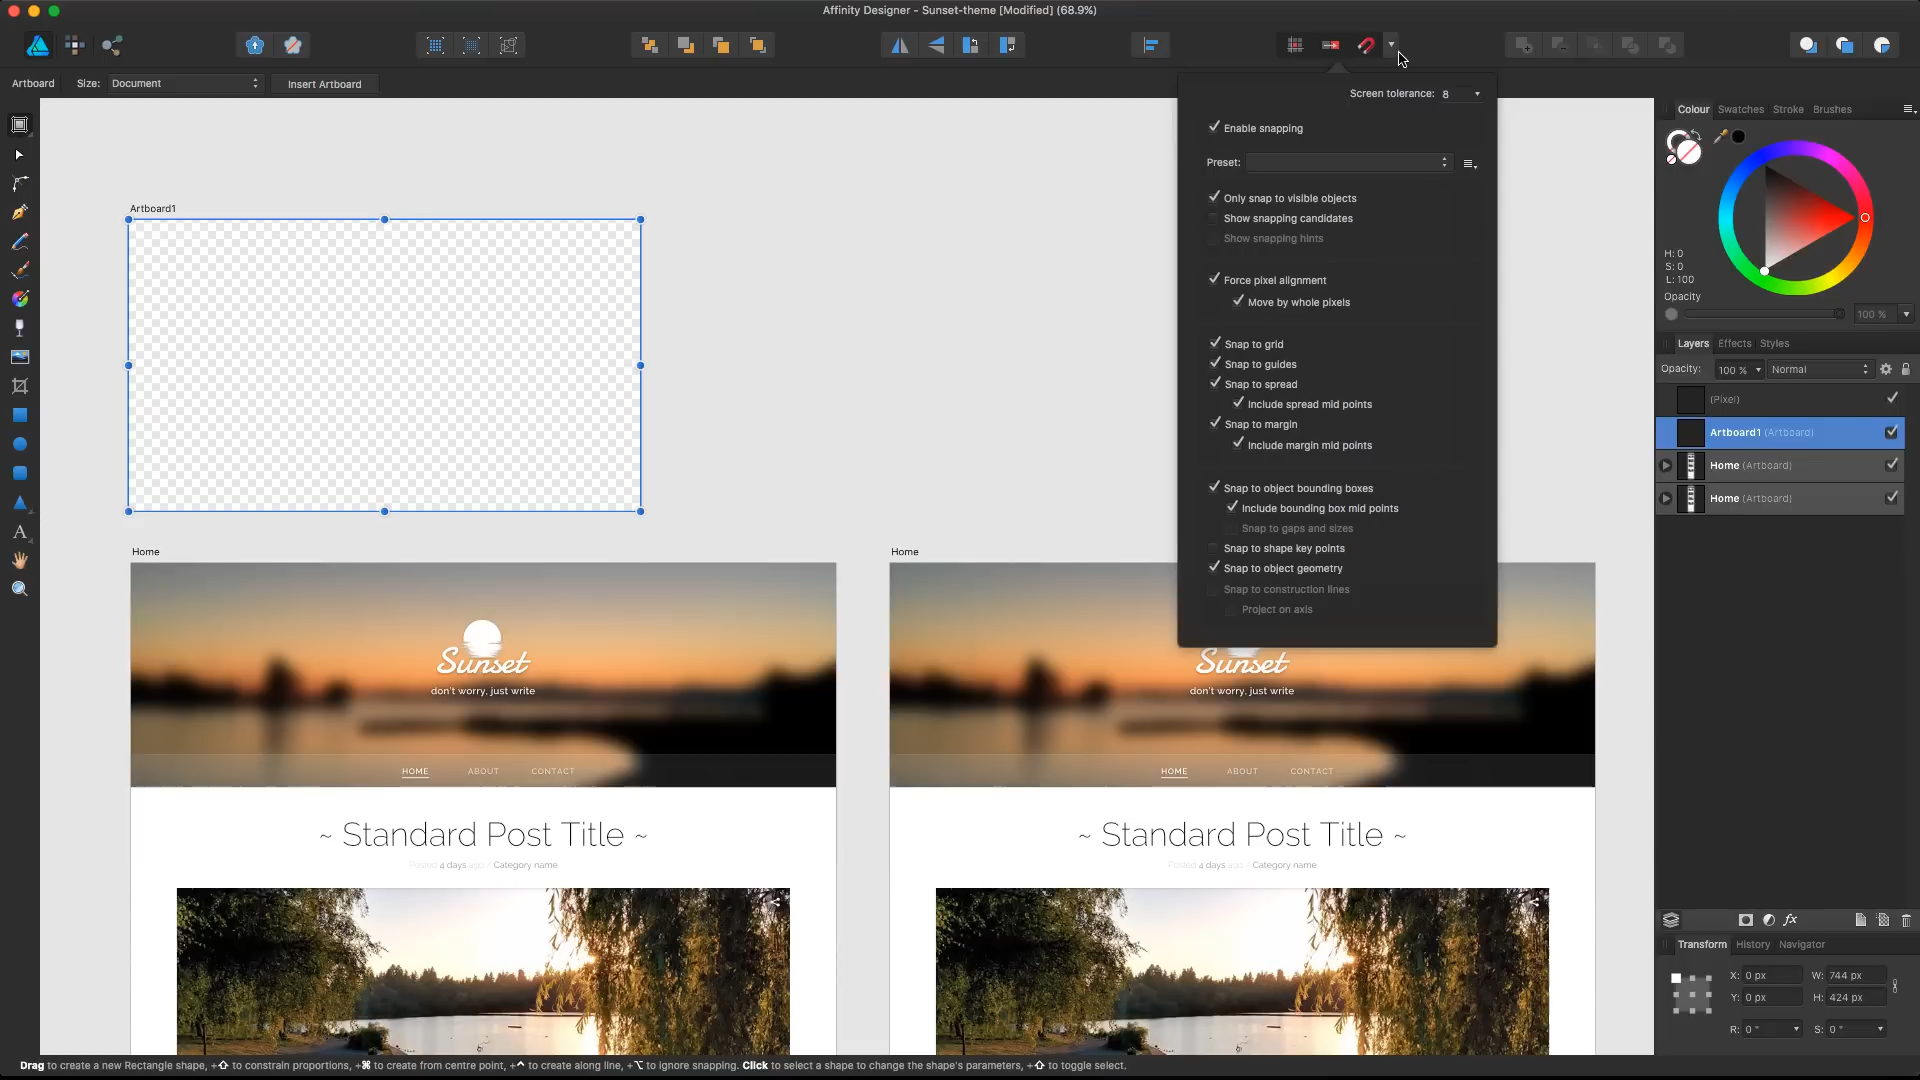 Affinity Designer - Sunset-theme [Modified] (68.9%)
Artboard
Size:
Document
Insert Artboard
Screen tolerance: 8
Enable snapping
Preset:
Only snap to visible objects
Show snapping candidates
Show snapping hints
Force pixel alignment
Move by whole pixels
Snap to grid
Snap to guides
Snap to spread
Include spread mid points
Snap to margin
Include margin mid points
Snap to object bounding boxes
Include bounding box mid points
Snap to gaps and sizes
Snap to shape key points
Snap to object geometry
Snap to construction lines
Project on axis
Artboard1
Home
Sunset
don't worry, just write
HOME ABOUT CONTACT
~ Standard Post Title ~
Posted 4 days ago / Category name
Home
Sunset
don't worry, just write
HOME ABOUT CONTACT
~ Standard Post Title ~
Posted 4 days ago / Category name
Colour Swatches Stroke Brushes
H: 0
S: 0
L: 100
Opacity
100 %
Layers Effects Styles
Opacity: 100 % Normal
(Pixel)
Artboard1 (Artboard)
Home (Artboard)
Home (Artboard)
fx
Transform History Navigator
X: 0 px W: 744 px
Y: 0 px H: 424 px
R: 0 ° S: 0 °
Drag to create a new Rectangle shape, +⇧ to constrain proportions, +⌘ to create from centre point, +^ to create along line, +⌥ to ignore snapping. Click to select a shape to change the shape's parameters, +⇧ to toggle select.